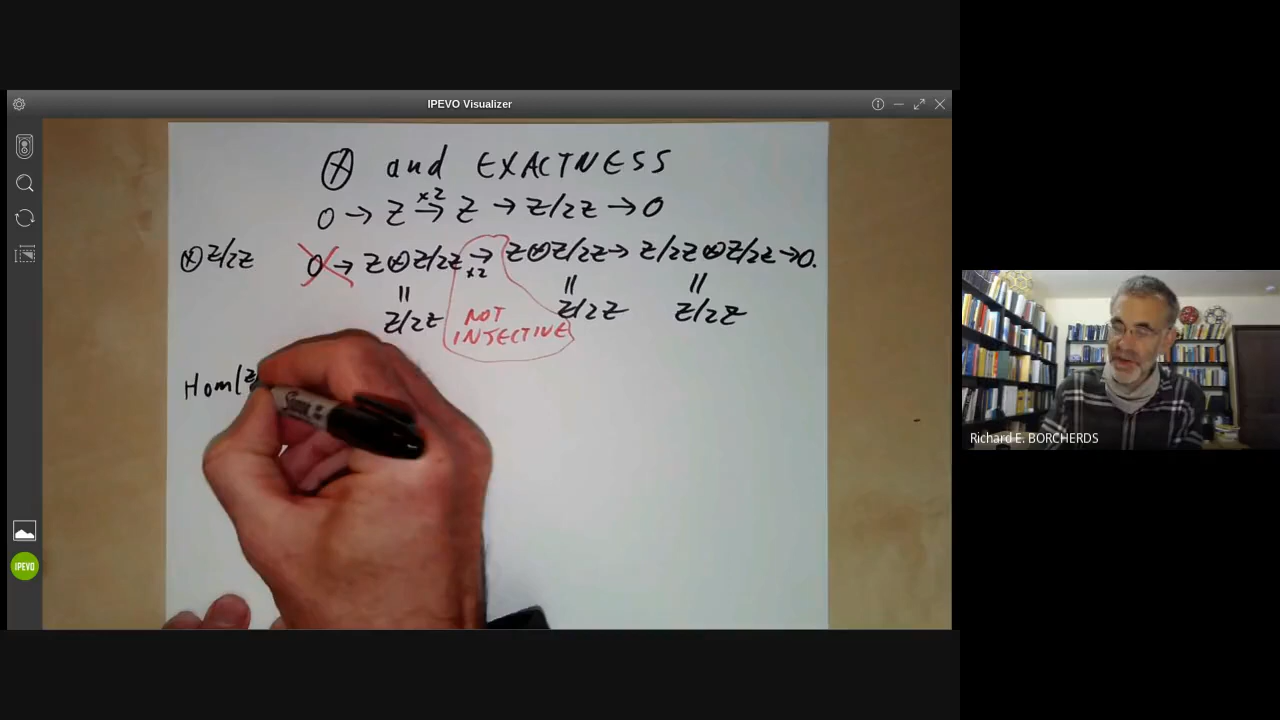 IPEVO Visualizer
⊗ and EXACTNESS
0 → Z →×2 Z → Z/2Z → 0
⊗Z/2Z 0 → Z⊗Z/2Z →×2 Z⊗Z/2Z → Z/2Z⊗Z/2Z → 0.
= = =
Z/2Z NOT INJECTIVE Z/2Z Z/2Z
Hom(Z
Richard E. BORCHERDS
IPEVO